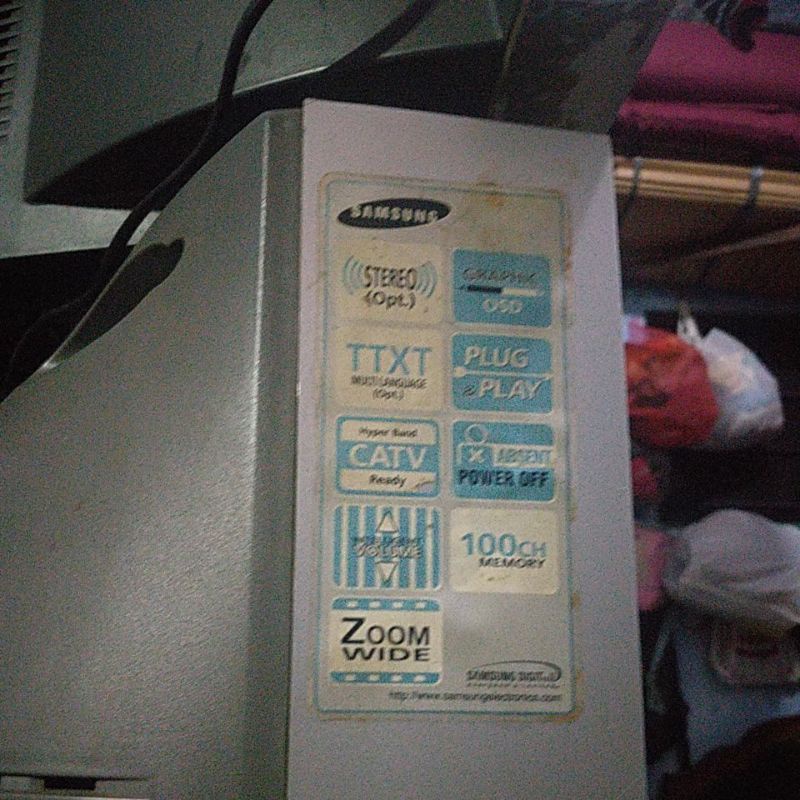 SAMSUNG
STEREO
(Opt.)
GRAPHIC
OSD
TTXT
MULTI LANGUAGE
(Opt.)
PLUG
& PLAY
Hyper Band
CATV
Ready
ABSENT
POWER OFF
INTELLIGENT
VOLUME
100CH
MEMORY
ZOOM
WIDE
SAMSUNG DIGITall
http://www.samsungelectronics.com